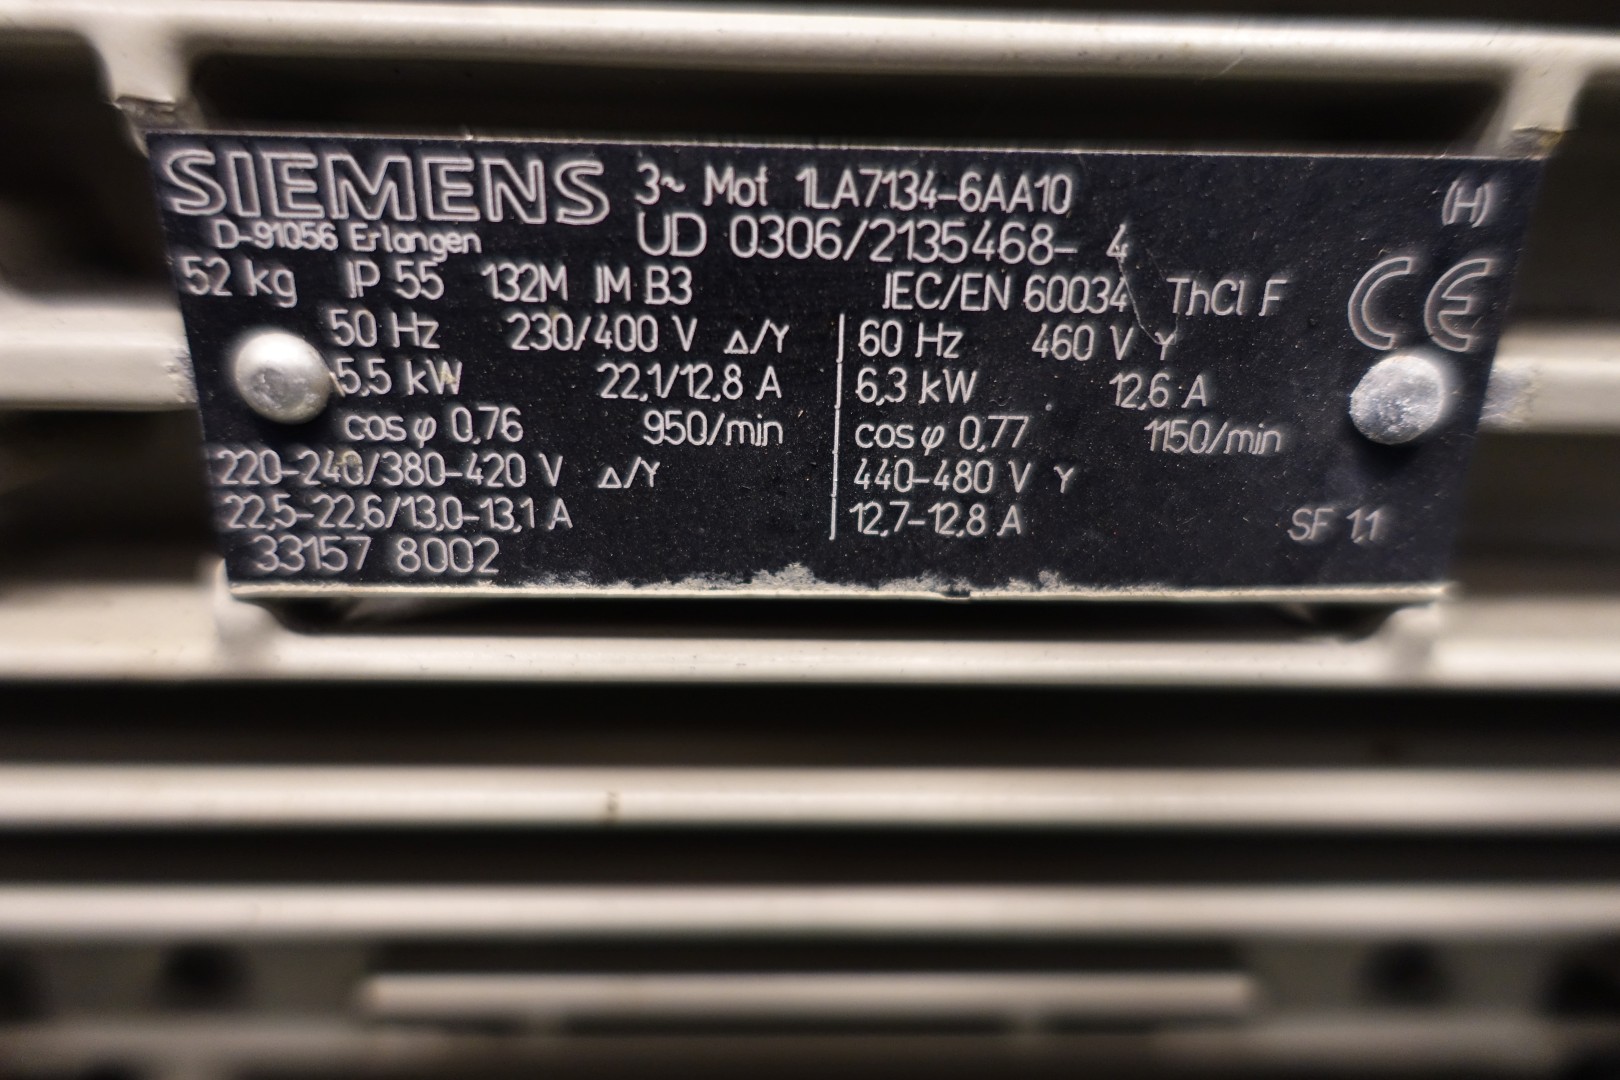 SIEMENS 3~ Mot 1LA7134-6AA10 (H)
D-91056 Erlangen UD 0306/2135468- 4
52 kg IP 55 132M IM B3 IEC/EN 60034 ThCl F CE
50 Hz 230/400 V Δ/Y 60 Hz 460 V Y
5,5 kW 22,1/12,8 A 6,3 kW 12,6 A
cos φ 0,76 950/min cos φ 0,77 1150/min
220-240/380-420 V Δ/Y 440-480 V Y
22,5-22,6/13,0-13,1 A 12,7-12,8 A SF 1,1
33157 8002